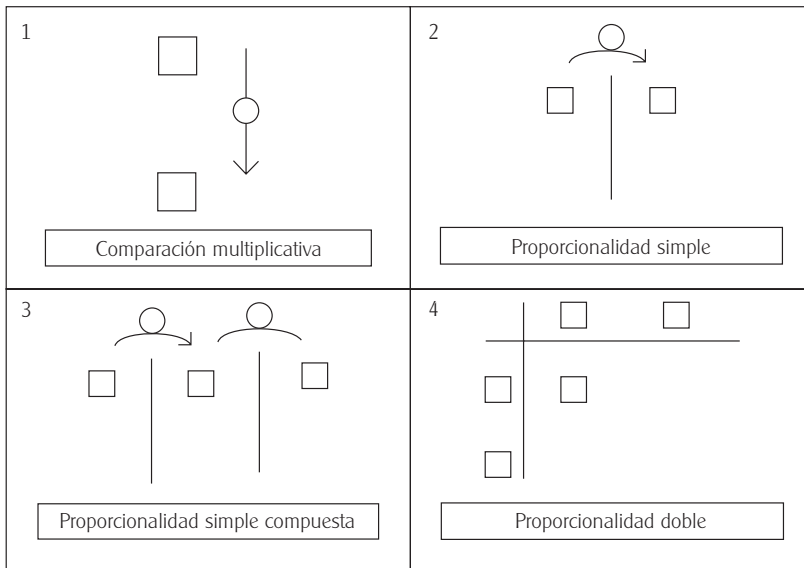 1
Comparación multiplicativa
2
Proporcionalidad simple
3
Proporcionalidad simple compuesta
4
Proporcionalidad doble